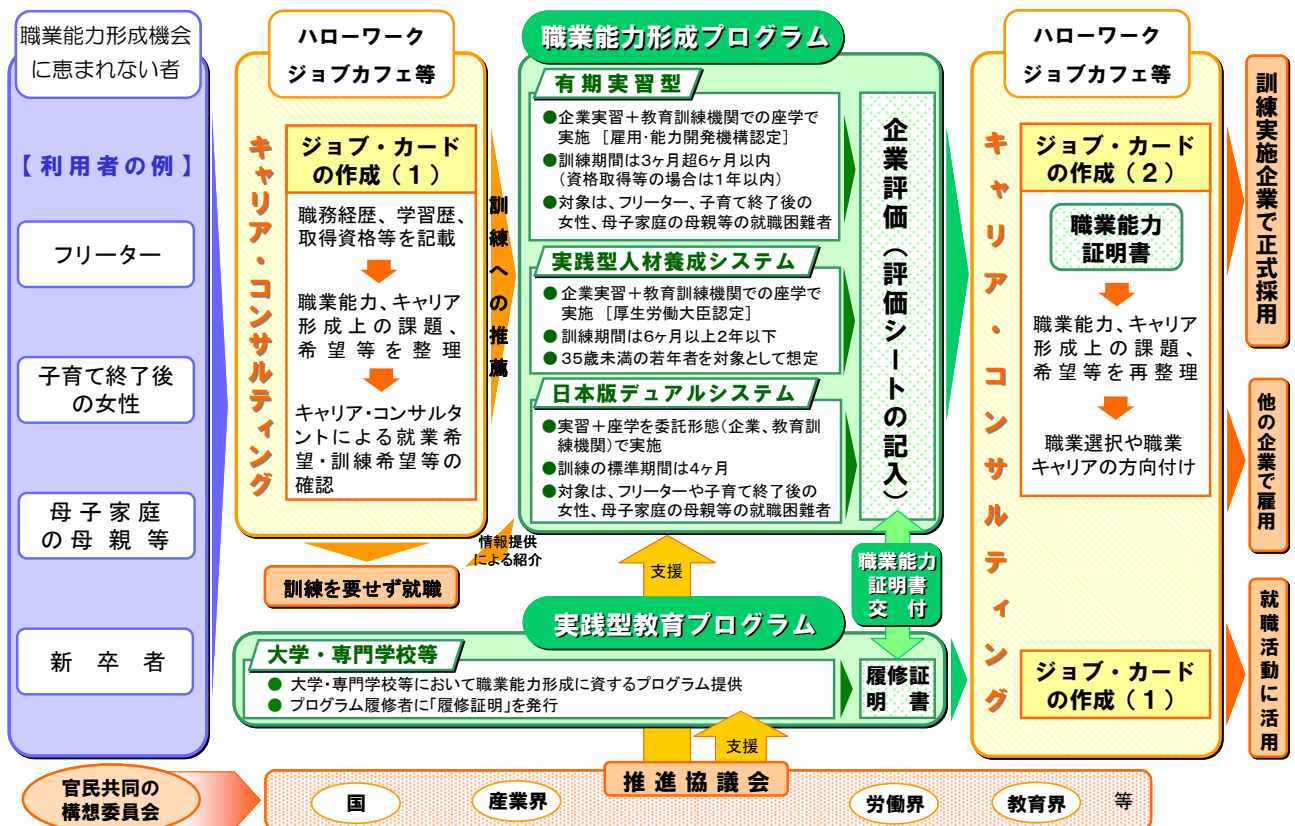 職業能力形成機会
に恵まれない者
【利用者の例】
フリーター
子育て終了後
の女性
母子家庭
の母親等
新卒者
ハローワーク
ジョブカフェ等
キャリア・コンサルティング
ジョブ・カード
の作成（１）
職務経歴、学習歴、
取得資格等を記載
職業能力、キャリア
形成上の課題、
希望等を整理
キャリア・コンサルタ
ントによる就業希
望・訓練希望等の
確認
訓練への推薦
訓練を要せず就職
情報提供
による紹介
職業能力形成プログラム
有期実習型
●企業実習＋教育訓練機関での座学で
実施 ［雇用・能力開発機構認定］
●訓練期間は3ヶ月超6ヶ月以内
（資格取得等の場合は1年以内）
●対象は、フリーター、子育て終了後の
女性、母子家庭の母親等の就職困難者
実践型人材養成システム
● 企業実習＋教育訓練機関での座学で
実施 ［厚生労働大臣認定］
● 訓練期間は6ヶ月以上2年以下
● 35歳未満の若年者を対象として想定
日本版デュアルシステム
●実習＋座学を委託形態（企業、教育訓
練機関）で実施
●訓練の標準期間は4ヶ月
●対象は、フリーターや子育て終了後の
女性、母子家庭の母親等の就職困難者
企業評価（評価シートの記入）
支援
職業能力
証明書
交付
実践型教育プログラム
大学・専門学校等
● 大学・専門学校等において職業能力形成に資するプログラム提供
● プログラム履修者に「履修証明」を発行
履修証
明書
ハローワーク
ジョブカフェ等
キャリア・コンサルティング
ジョブ・カード
の作成（２）
職業能力
証明書
職業能力、キャリア
形成上の課題、
希望等を再整理
職業選択や職業
キャリアの方向付け
ジョブ・カード
の作成（１）
訓練実施企業で正式採用
他の企業で雇用
就職活動に活用
支援
官民共同の
構想委員会
推進協議会
国
産業界
労働界
教育界
等